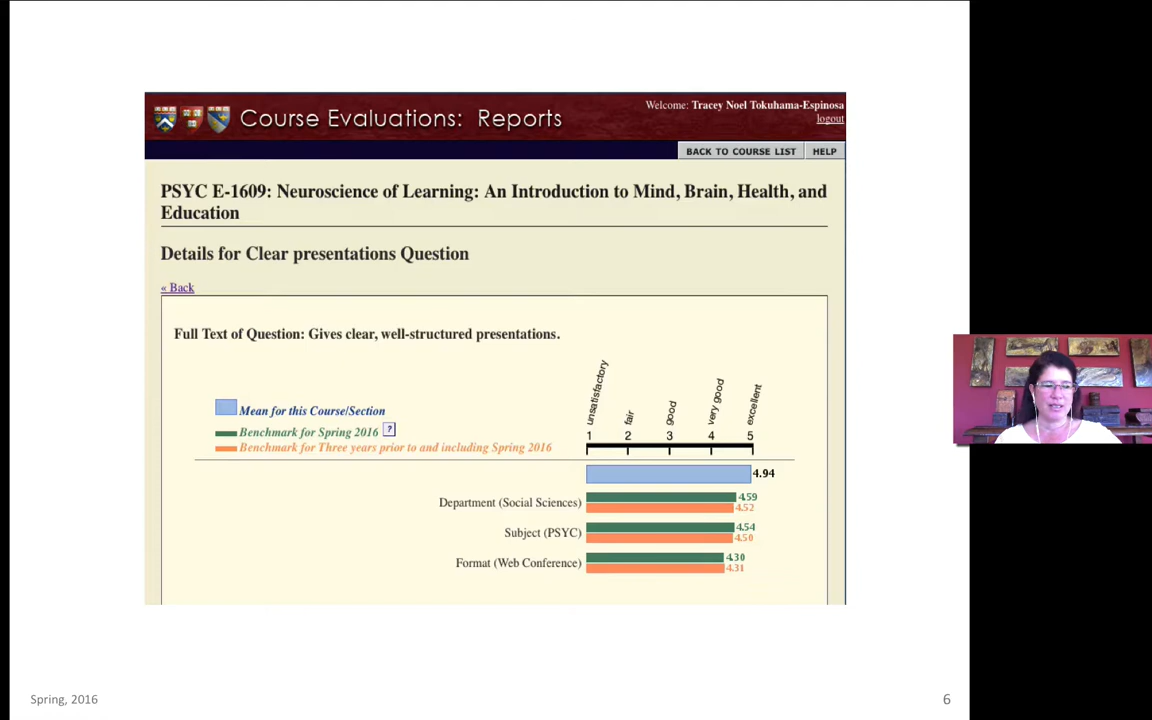 Course Evaluations: Reports
Welcome: Tracey Noel Tokuhama-Espinosa
logout
BACK TO COURSE LIST
HELP
PSYC E-1609: Neuroscience of Learning: An Introduction to Mind, Brain, Health, and
Education
Details for Clear presentations Question
« Back
Full Text of Question: Gives clear, well-structured presentations.
unsatisfactory
fair
good
very good
excellent
Mean for this Course/Section
Benchmark for Spring 2016 ?
Benchmark for Three years prior to and including Spring 2016
1 2 3 4 5
4.94
Department (Social Sciences)
4.59
4.52
Subject (PSYC)
4.54
4.50
Format (Web Conference)
4.30
4.31
Spring, 2016
6